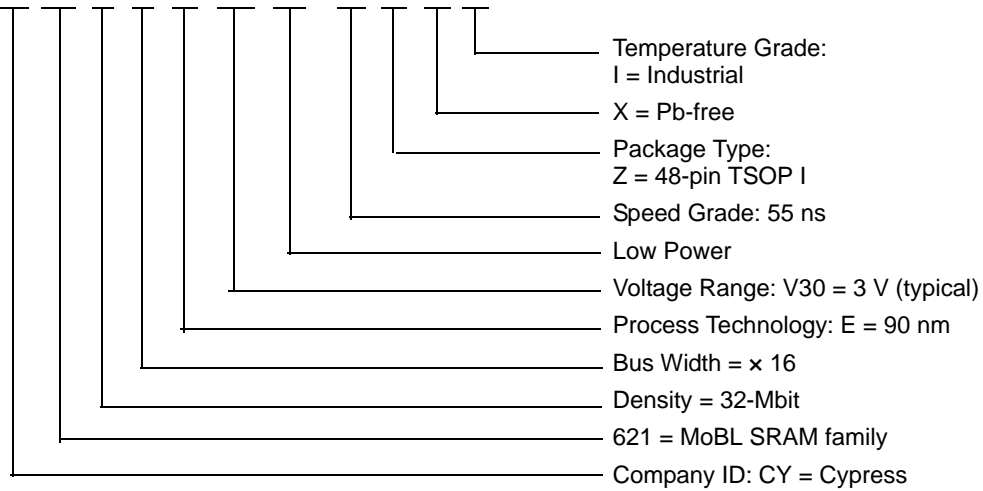 Temperature Grade:
I = Industrial
X = Pb-free
Package Type:
Z = 48-pin TSOP I
Speed Grade: 55 ns
Low Power
Voltage Range: V30 = 3 V (typical)
Process Technology: E = 90 nm
Bus Width = × 16
Density = 32-Mbit
621 = MoBL SRAM family
Company ID: CY = Cypress